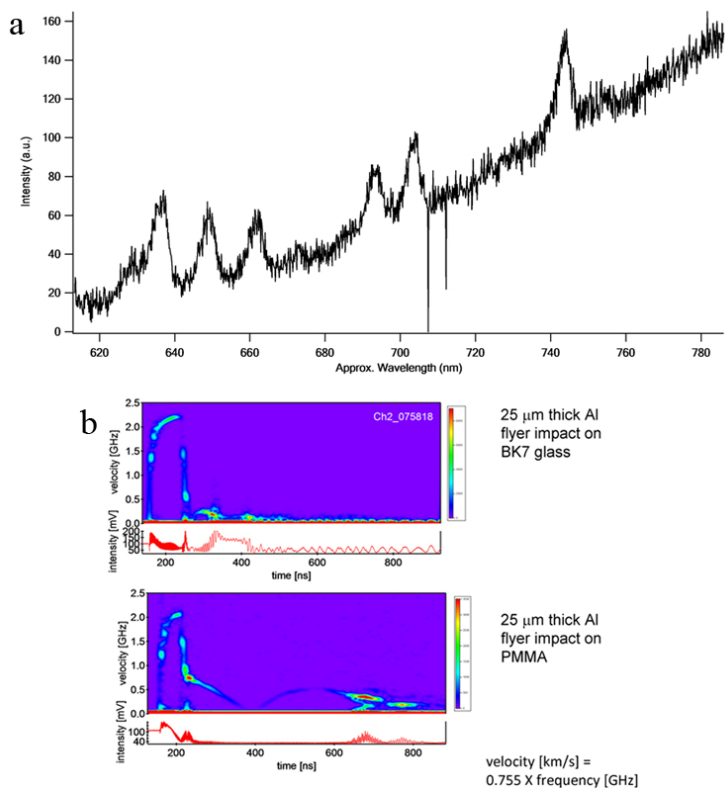 a
160
140
120
100
80
60
40
20
0
Intensity (a.u.)
620 640 660 680 700 720 740 760 780
Approx. Wavelength (nm)
b
2.5
2.0
1.5
1.0
0.5
0.0
velocity [GHz]
Ch2_075818
25 μm thick Al
flyer impact on
BK7 glass
200
150
100
50
intensity [mV]
200 400 600 800
time [ns]
2.5
2.0
1.5
1.0
0.5
0.0
velocity [GHz]
25 μm thick Al
flyer impact on
PMMA
100
40
intensity [mV]
200 400 600 800
time [ns]
velocity [km/s] =
0.755 X frequency [GHz]